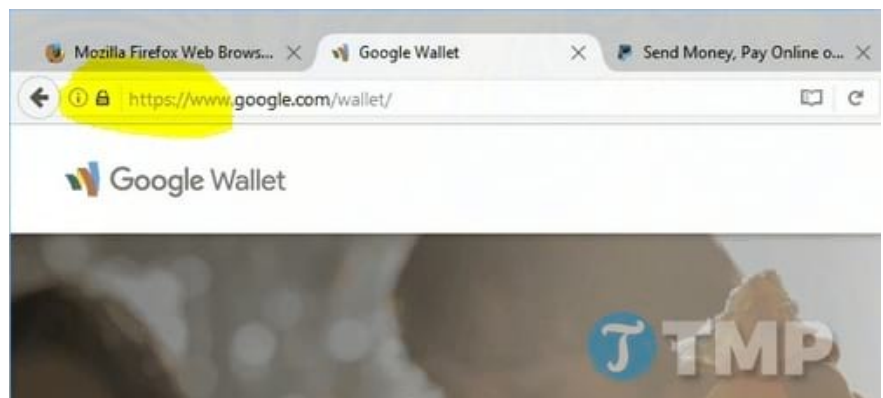 Mozilla Firefox Web Brows...
Google Wallet
Send Money, Pay Online o...
https://www.google.com/wallet/
Google Wallet
TMP